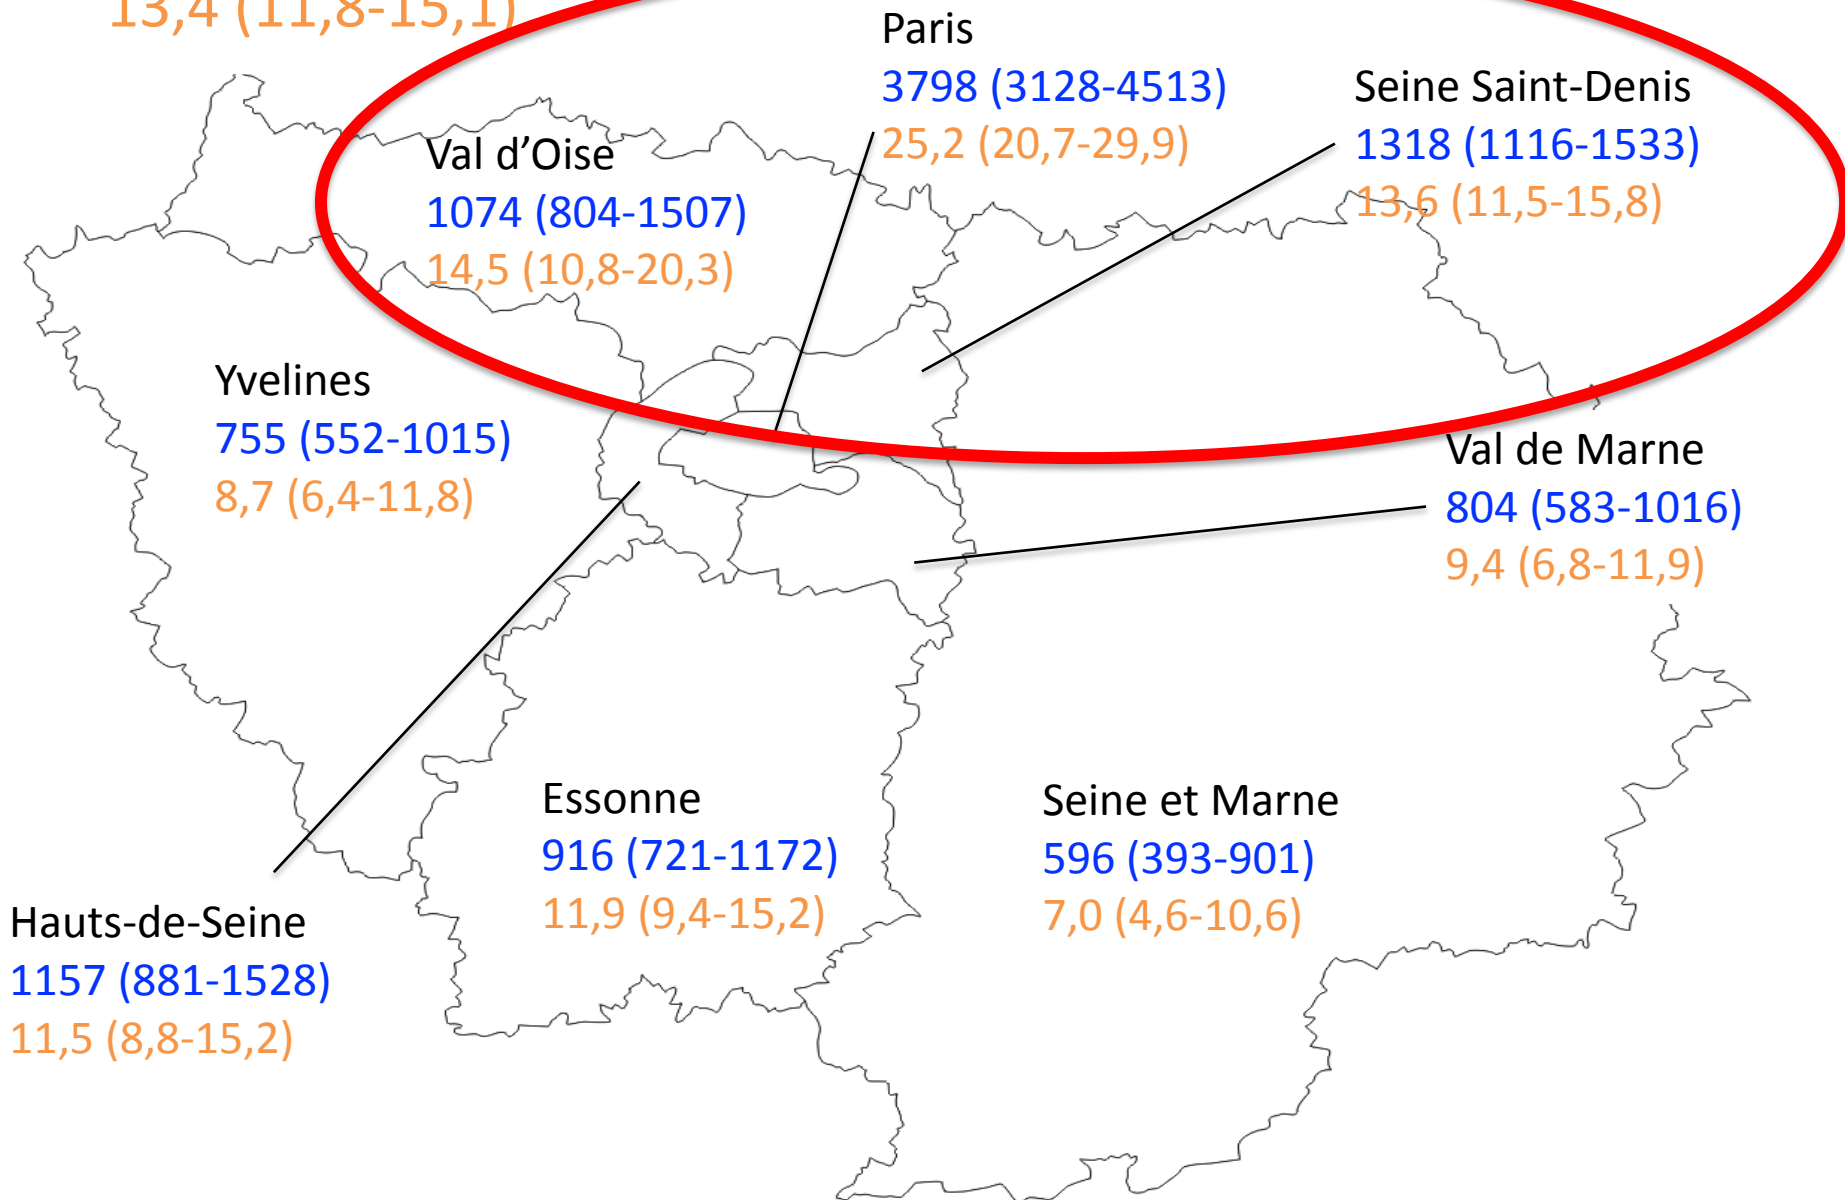 13,4 (11,8-15,1)
Paris
3798 (3128-4513)
25,2 (20,7-29,9)
Seine Saint-Denis
1318 (1116-1533)
13,6 (11,5-15,8)
Val d’Oise
1074 (804-1507)
14,5 (10,8-20,3)
Yvelines
755 (552-1015)
8,7 (6,4-11,8)
Val de Marne
804 (583-1016)
9,4 (6,8-11,9)
Essonne
916 (721-1172)
11,9 (9,4-15,2)
Seine et Marne
596 (393-901)
7,0 (4,6-10,6)
Hauts-de-Seine
1157 (881-1528)
11,5 (8,8-15,2)